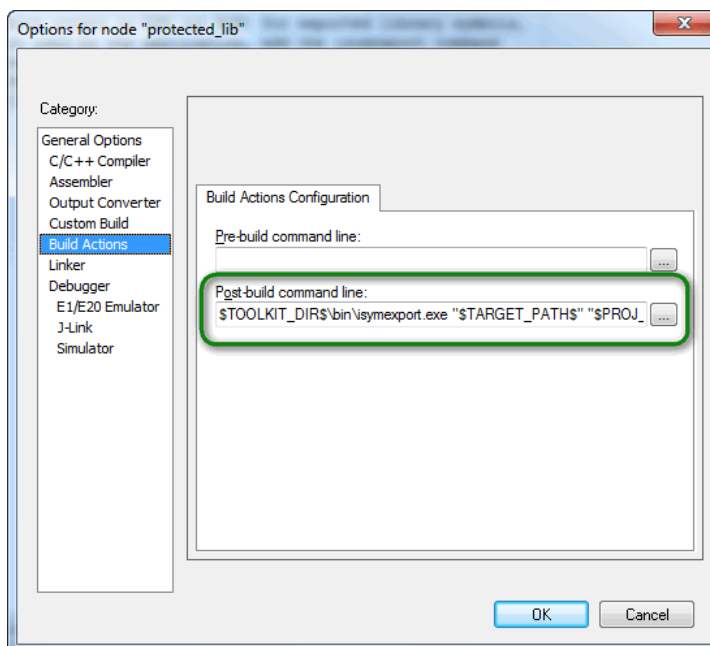 Options for node "protected_lib"
Category:
General Options
C/C++ Compiler
Assembler
Output Converter
Custom Build
Build Actions
Linker
Debugger
E1/E20 Emulator
J-Link
Simulator
Build Actions Configuration
Pre-build command line:
...
Post-build command line:
$TOOLKIT_DIR$\bin\isymexport.exe "$TARGET_PATH$" "$PROJ_
...
OK
Cancel